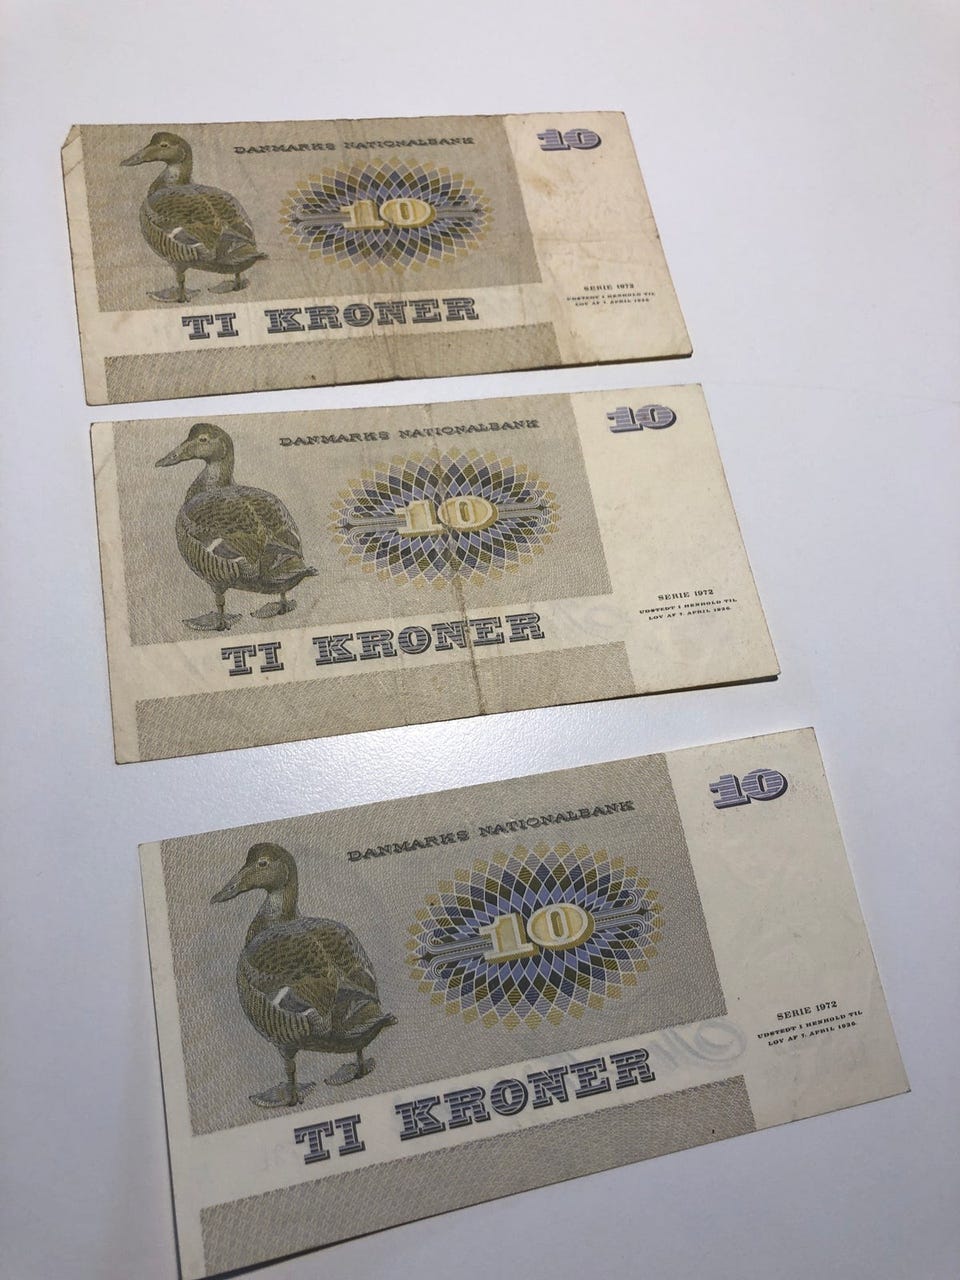 DANMARKS NATIONALBANK
10
10
SERIE 1972
UDSTEDT I HENHOLD TIL
LOV AF 7. APRIL 1936
TI KRONER
DANMARKS NATIONALBANK
10
10
SERIE 1972
UDSTEDT I HENHOLD TIL
LOV AF 7. APRIL 1936
TI KRONER
DANMARKS NATIONALBANK
10
10
SERIE 1972
UDSTEDT I HENHOLD TIL
LOV AF 7. APRIL 1936
TI KRONER